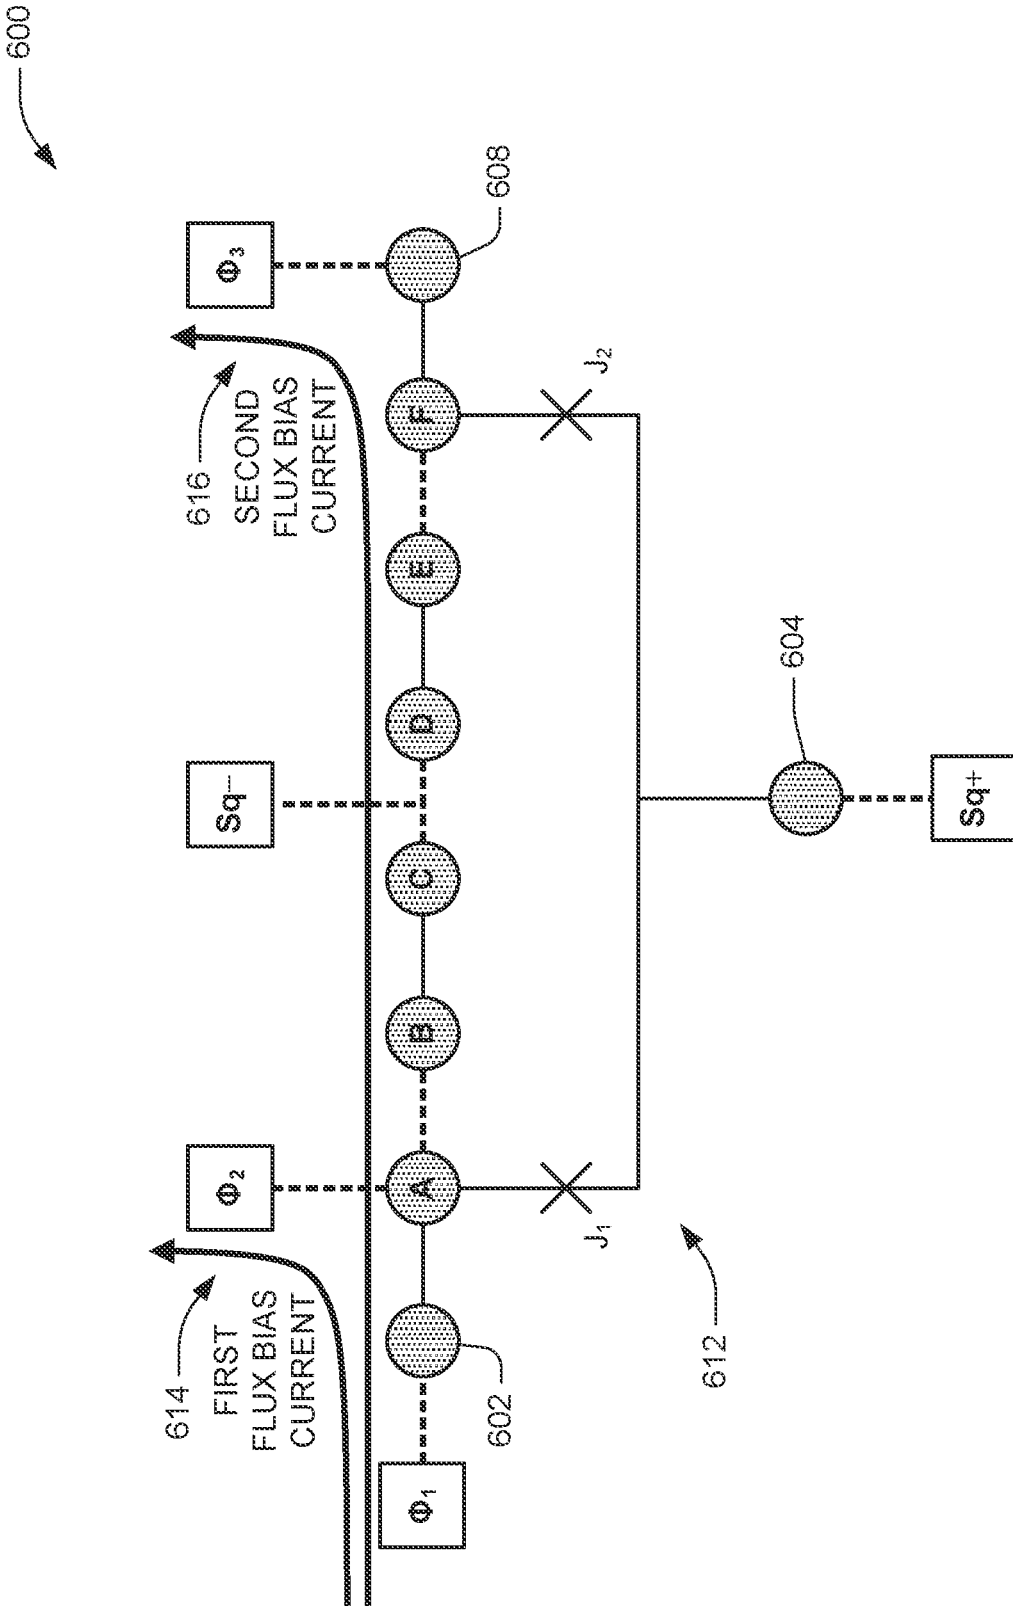 600
Φ3
616
SECOND
FLUX BIAS
CURRENT
608
J2
F
E
Sq−
D
C
B
604
Sq+
Φ2
A
J1
614
FIRST
FLUX BIAS
CURRENT
602
612
Φ1